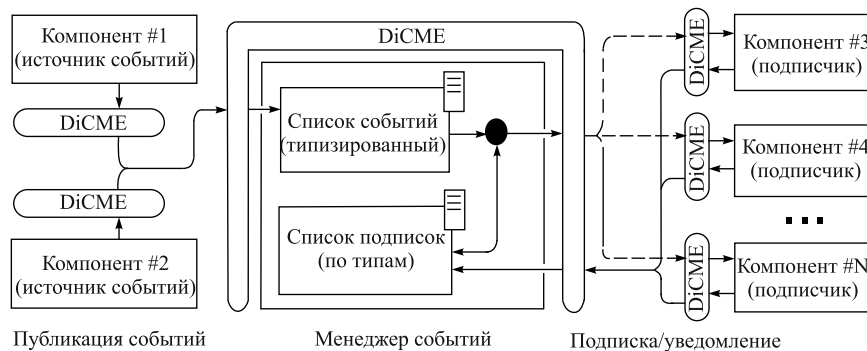 Компонент #1
(источник событий)
DiCME
DiCME
Компонент #2
(источник событий)
Публикация событий
DiCME
Список событий
(типизированный)
Список подписок
(по типам)
Менеджер событий
DiCME
Компонент #3
(подписчик)
DiCME
Компонент #4
(подписчик)
DiCME
Компонент #N
(подписчик)
Подписка/уведомление